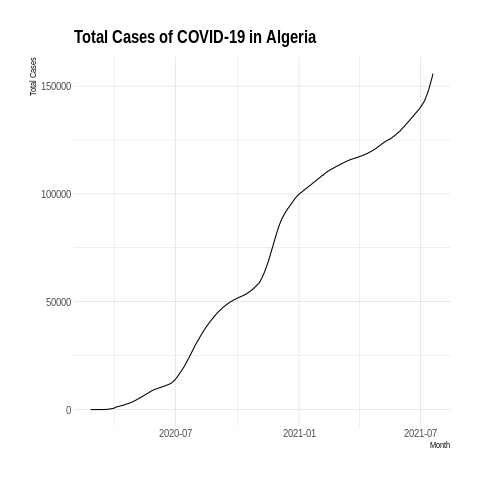 Total Cases of COVID-19 in Algeria
Total Cases
150000
100000
50000
0
2020-07
2021-01
2021-07
Month